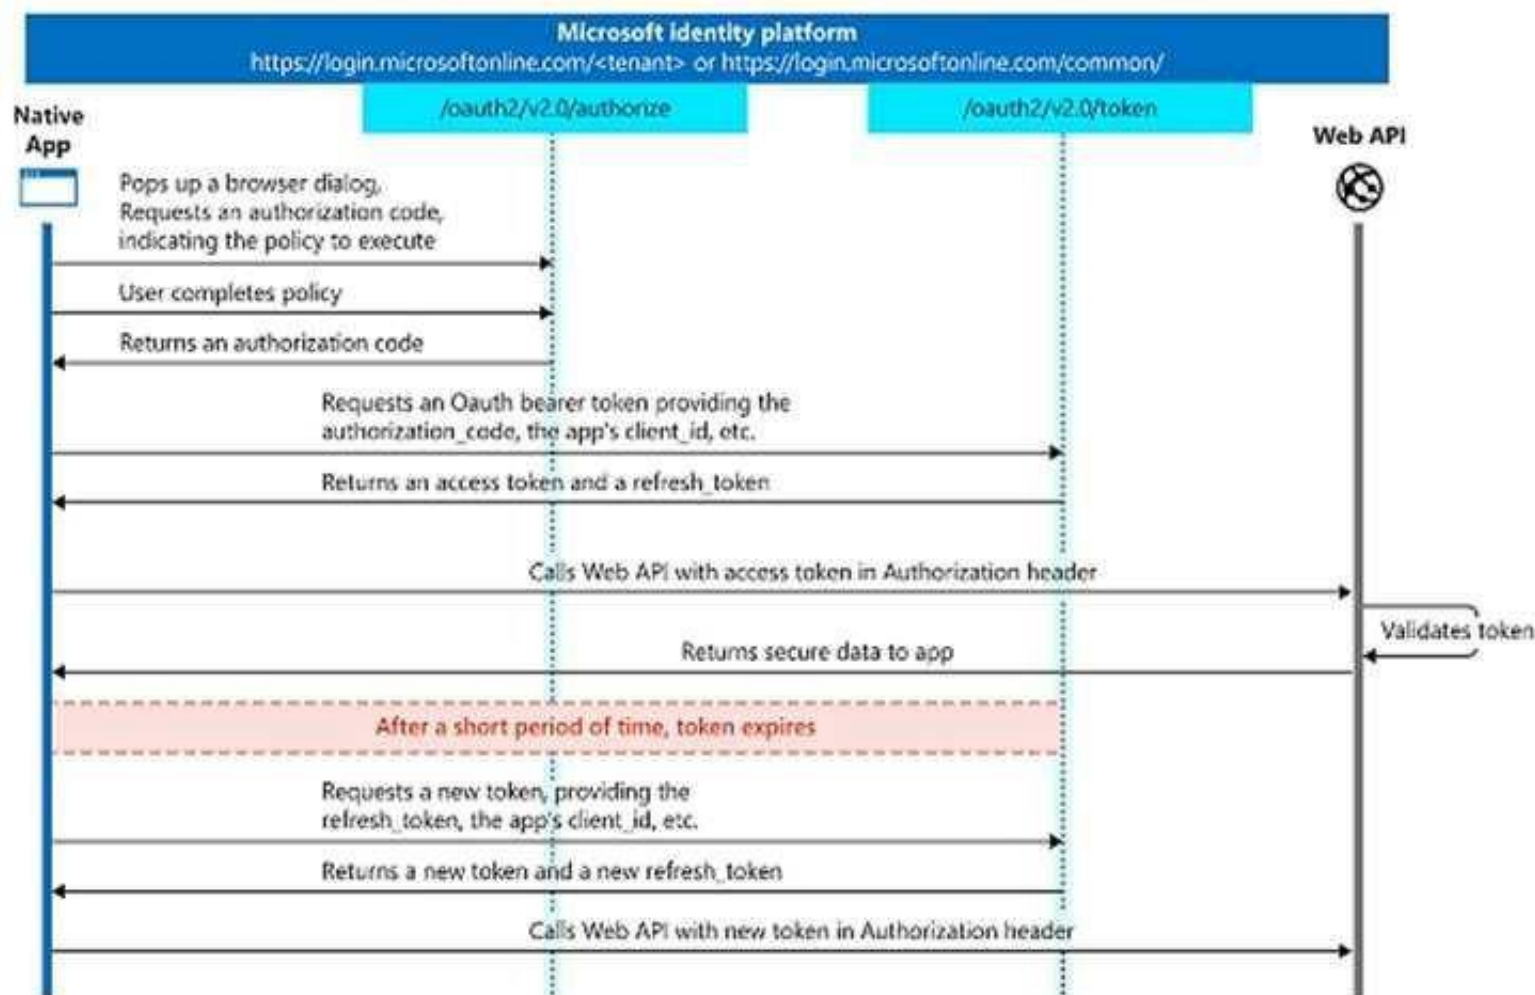 Microsoft identity platform
https://login.microsoftonline.com/<tenant> or https://login.microsoftonline.com/common/
/oauth2/v2.0/authorize
/oauth2/v2.0/token
Native
App
Web API
Pops up a browser dialog,
Requests an authorization code,
indicating the policy to execute
User completes policy
Returns an authorization code
Requests an Oauth bearer token providing the
authorization_code, the app's client_id, etc.
Returns an access token and a refresh_token
Calls Web API with access token in Authorization header
Validates token
Returns secure data to app
After a short period of time, token expires
Requests a new token, providing the
refresh_token, the app's client_id, etc.
Returns a new token and a new refresh_token
Calls Web API with new token in Authorization header